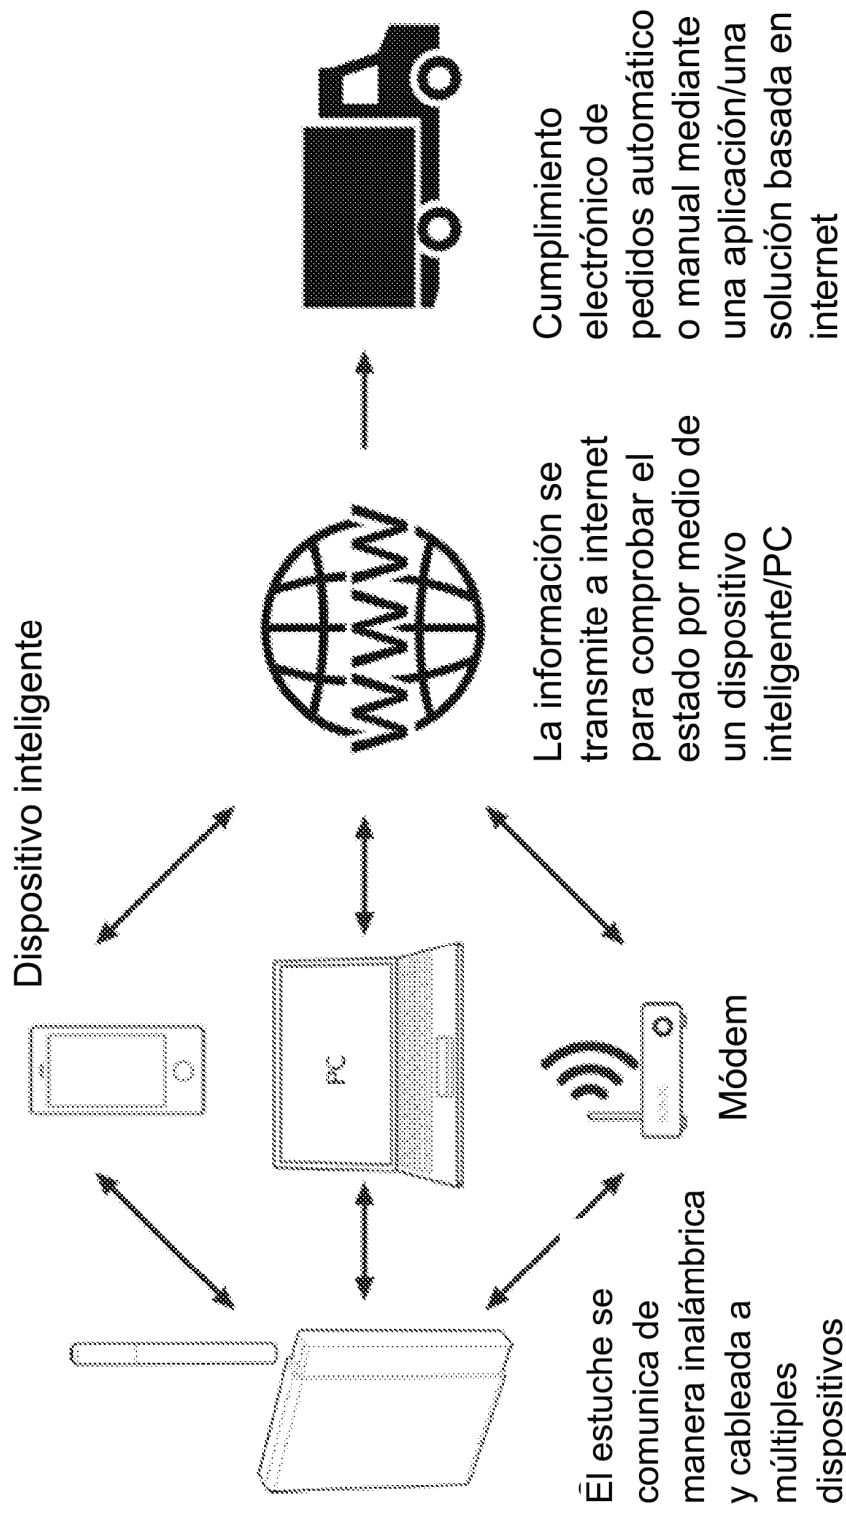 Dispositivo inteligente
PC
Módem
El estuche se
comunica de
manera inalámbrica
y cableada a
múltiples
dispositivos
La información se
transmite a internet
para comprobar el
estado por medio de
un dispositivo
inteligente/PC
Cumplimiento
electrónico de
pedidos automático
o manual mediante
una aplicación/una
solución basada en
internet